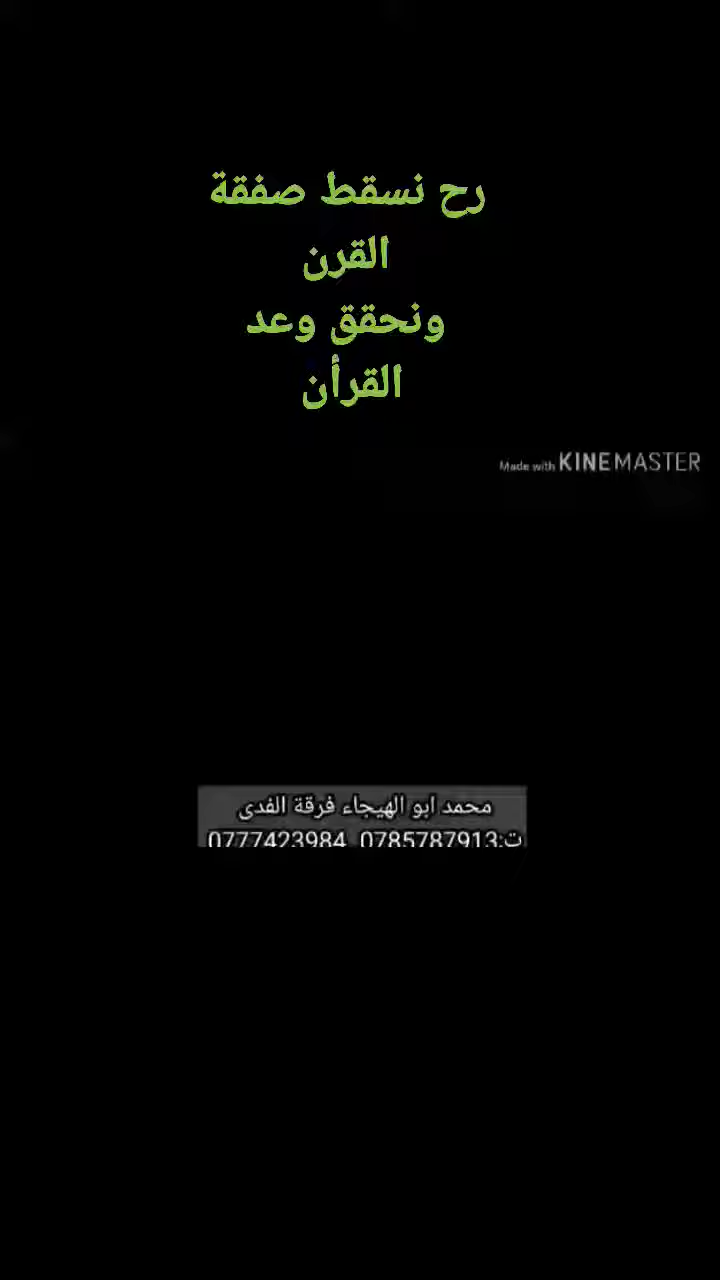 رح نسقط صفقة
القرن
ونحقق وعد
القرأن
Made with KINEMASTER
محمد ابو الهيجاء فرقة الفدى
ت:0785787913 0777423984